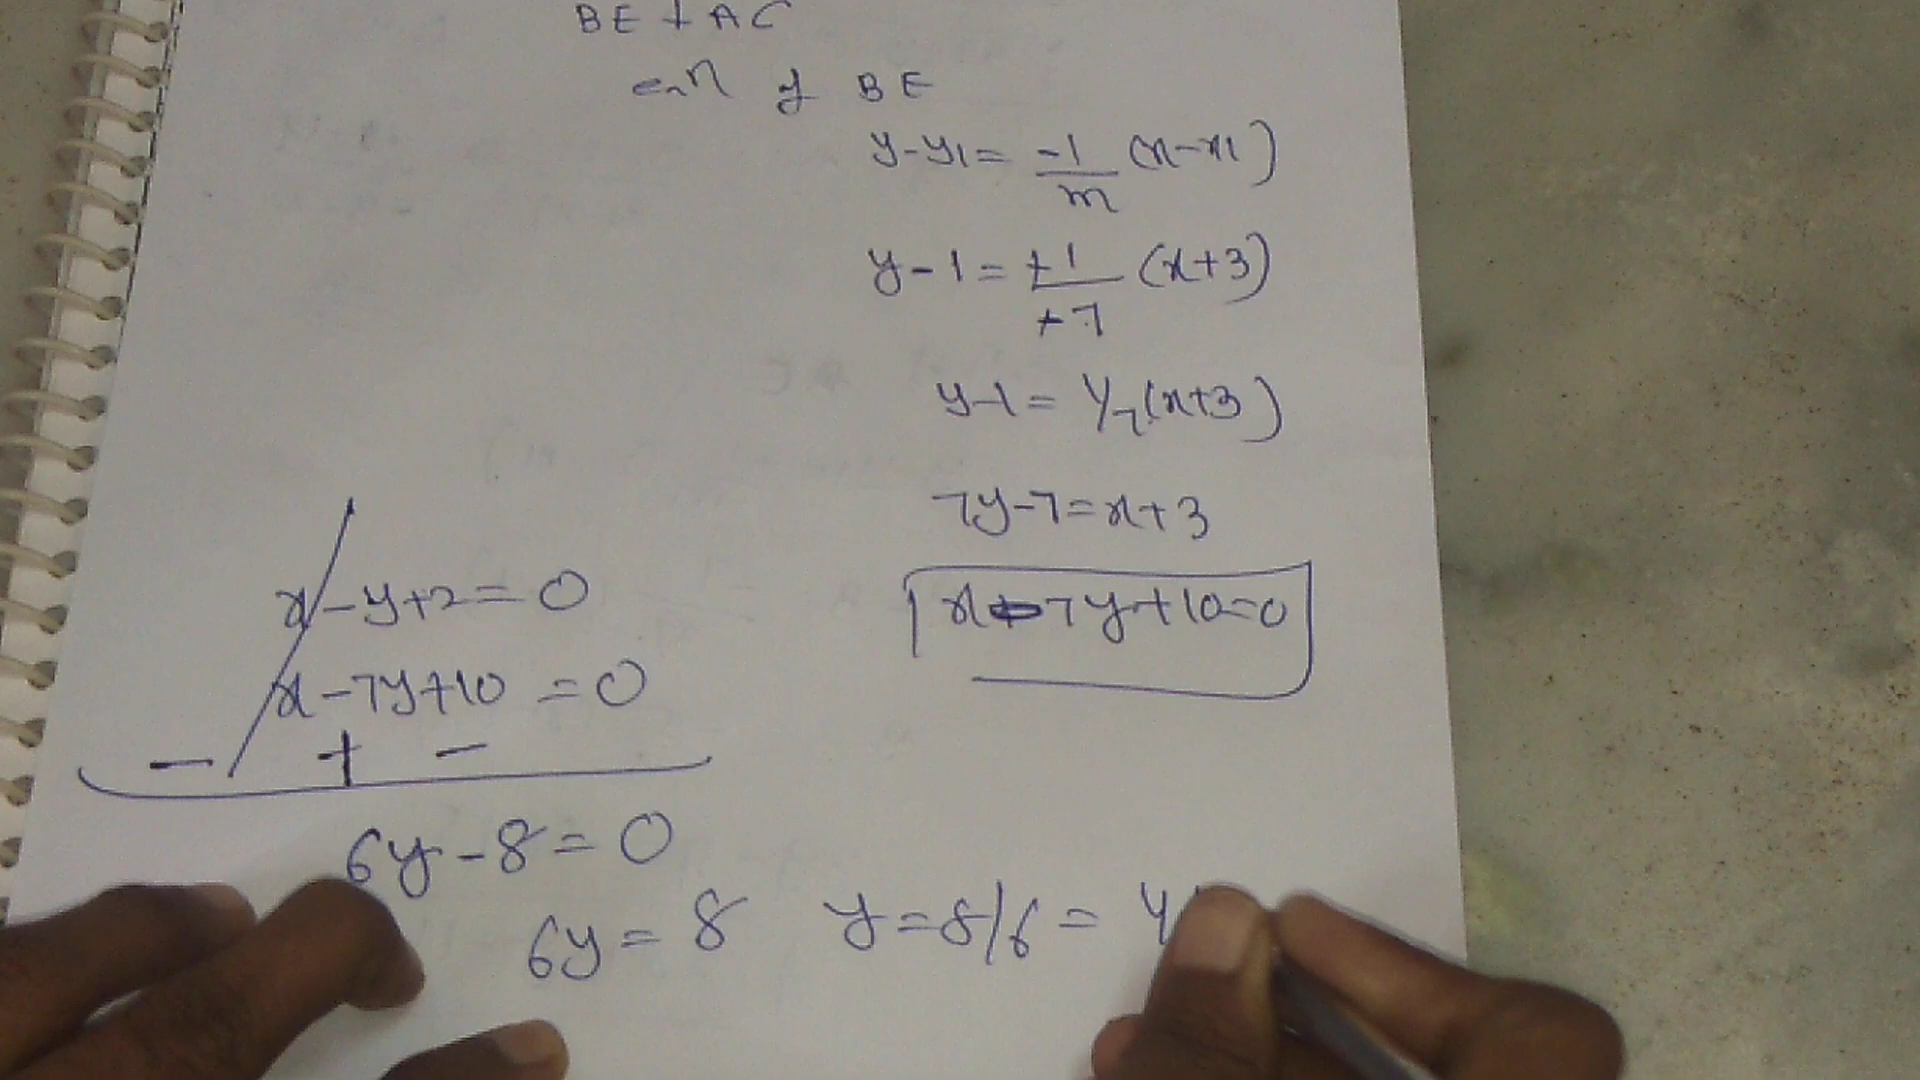 BE ⊥ AC
eqn of BE
y-y1 = -1/m (x-x1)
y-1 = +1/+7 (x+3)
y-1 = 1/7(x+3)
7y-7=x+3
x-7y+10=0
x-y+2=0
x-7y+10=0
- + -
6y-8=0
6y=8 y=8/6=4/